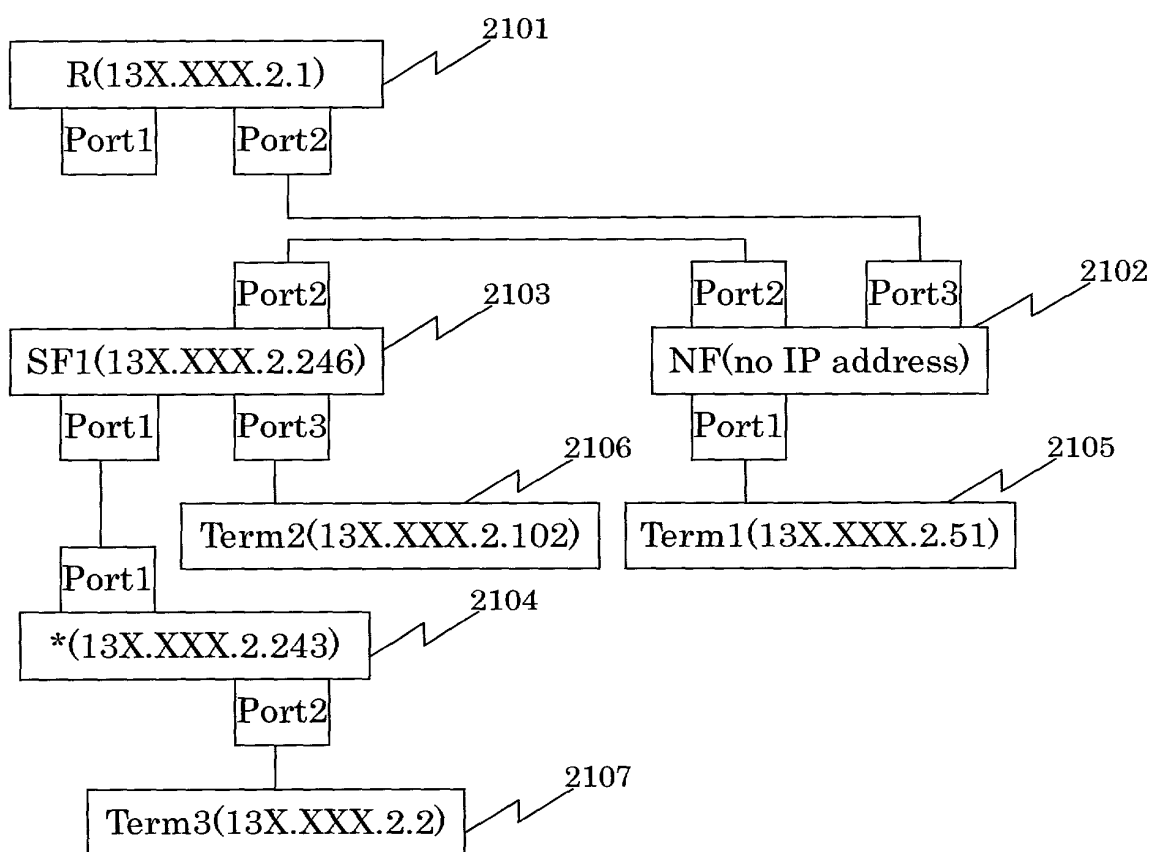 2101
R(13X.XXX.2.1)
Port1 Port2
Port2 Port2 Port3
2103 2102
SF1(13X.XXX.2.246) NF(no IP address)
Port1 Port3 Port1
2106 2105
Term2(13X.XXX.2.102) Term1(13X.XXX.2.51)
Port1
2104
*(13X.XXX.2.243)
Port2
2107
Term3(13X.XXX.2.2)